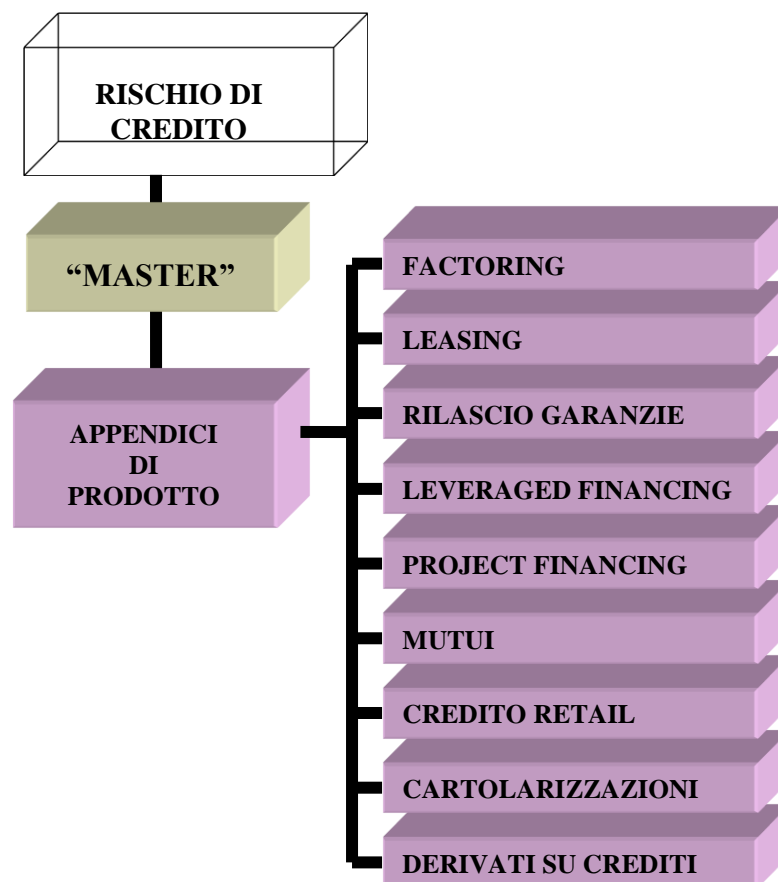 RISCHIO DI
CREDITO
“MASTER”
APPENDICI
DI
PRODOTTO
FACTORING
LEASING
RILASCIO GARANZIE
LEVERAGED FINANCING
PROJECT FINANCING
MUTUI
CREDITO RETAIL
CARTOLARIZZAZIONI
DERIVATI SU CREDITI